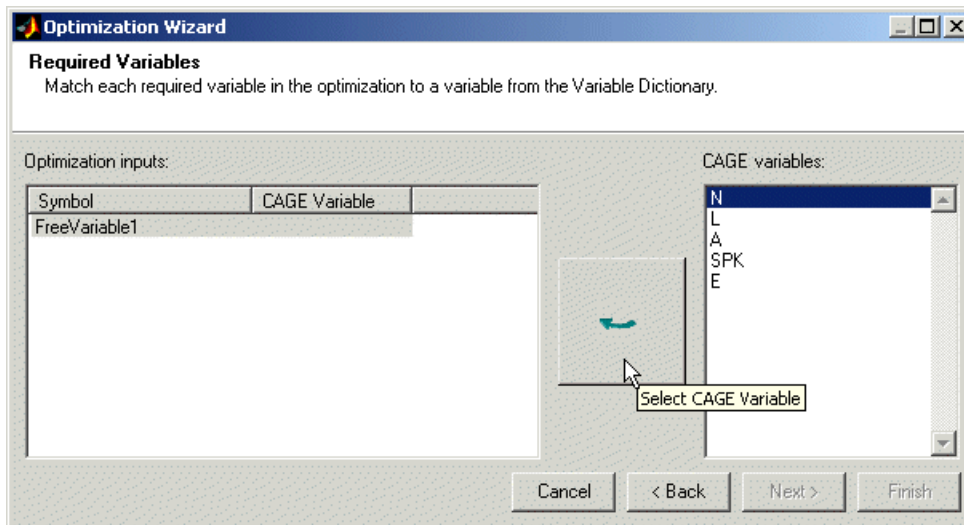 Optimization Wizard
Required Variables
Match each required variable in the optimization to a variable from the Variable Dictionary.
Optimization inputs:
CAGE variables:
Symbol CAGE Variable
FreeVariable1
N
L
A
SPK
E
Select CAGE Variable
Cancel < Back Next > Finish